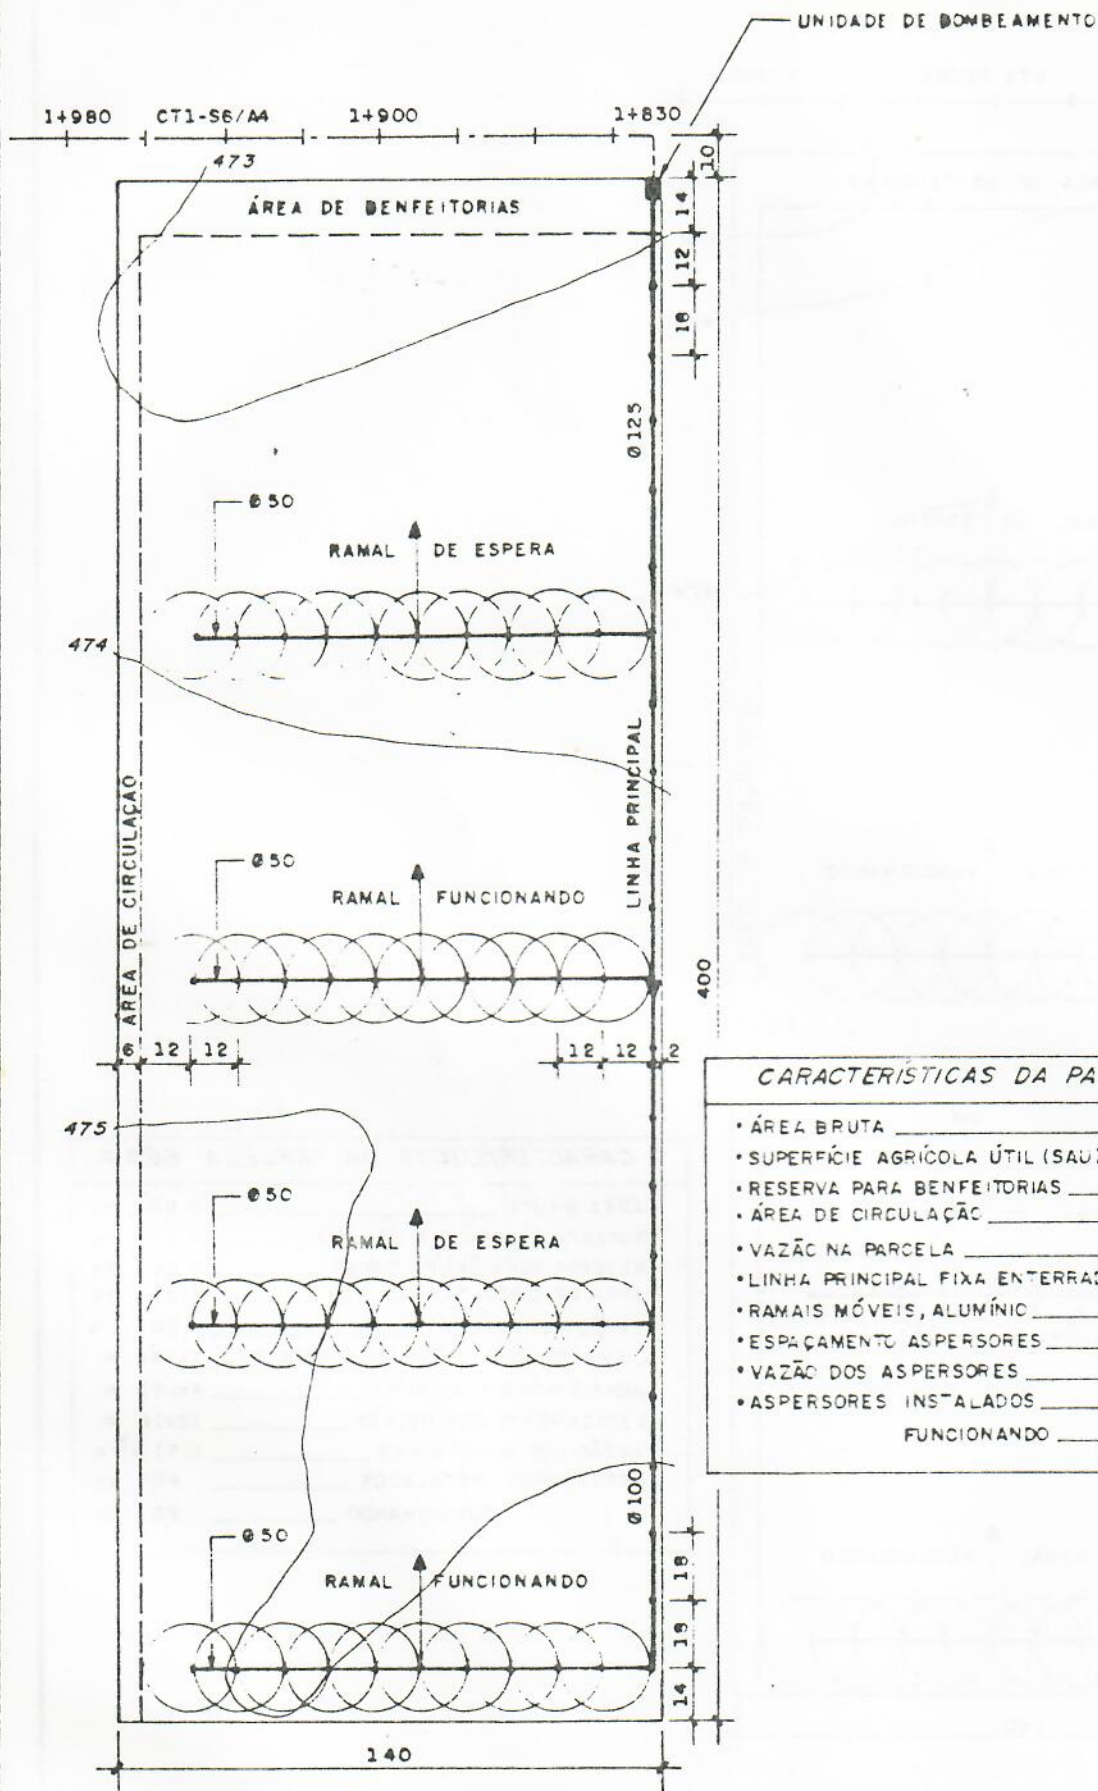 UNIDADE DE BOMBEAMENTO
1+980 CT1-S6/A4 1+900 1+830
10
473
ÁREA DE BENFEITORIAS
14
12
18
Ø125
Ø50
RAMAL DE ESPERA
474
LINHA PRINCIPAL
ÁREA DE CIRCULAÇAO
Ø50
RAMAL FUNCIONANDO
400
6 12 12 12 12 2
475
Ø50
RAMAL DE ESPERA
Ø100
Ø50
RAMAL FUNCIONANDO
18
18
14
140
CARACTERÍSTICAS DA PA
• ÁREA BRUTA
• SUPERFÍCIE AGRÍCOLA ÚTIL (SAU)
• RESERVA PARA BENFEITORIAS
• ÁREA DE CIRCULAÇÃO
• VAZÃO NA PARCELA
• LINHA PRINCIPAL FIXA ENTERRAD
• RAMAIS MÓVEIS, ALUMÍNIO
• ESPAÇAMENTO ASPERSORES
• VAZÃO DOS ASPERSORES
• ASPERSORES INSTALADOS
FUNCIONANDO